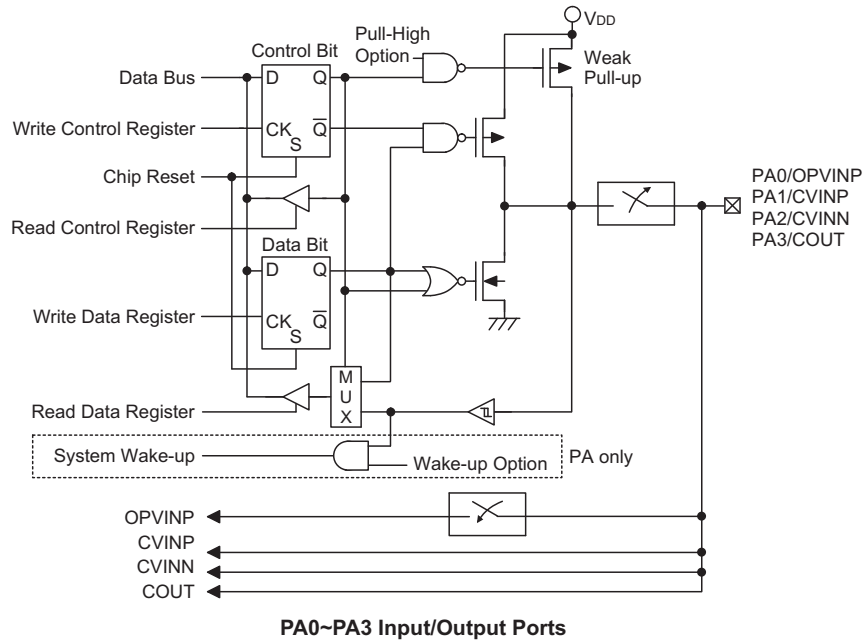 VDD
Pull-High
Option
Control Bit
Weak
Pull-up
Data Bus
D
Q
Write Control Register
CK
Q
S
Chip Reset
PA0/OPVINP
PA1/CVINP
PA2/CVINN
PA3/COUT
Read Control Register
Data Bit
D
Q
Write Data Register
CK
Q
S
M
U
X
Read Data Register
System Wake-up
Wake-up Option
PA only
OPVINP
CVINP
CVINN
COUT
PA0~PA3 Input/Output Ports